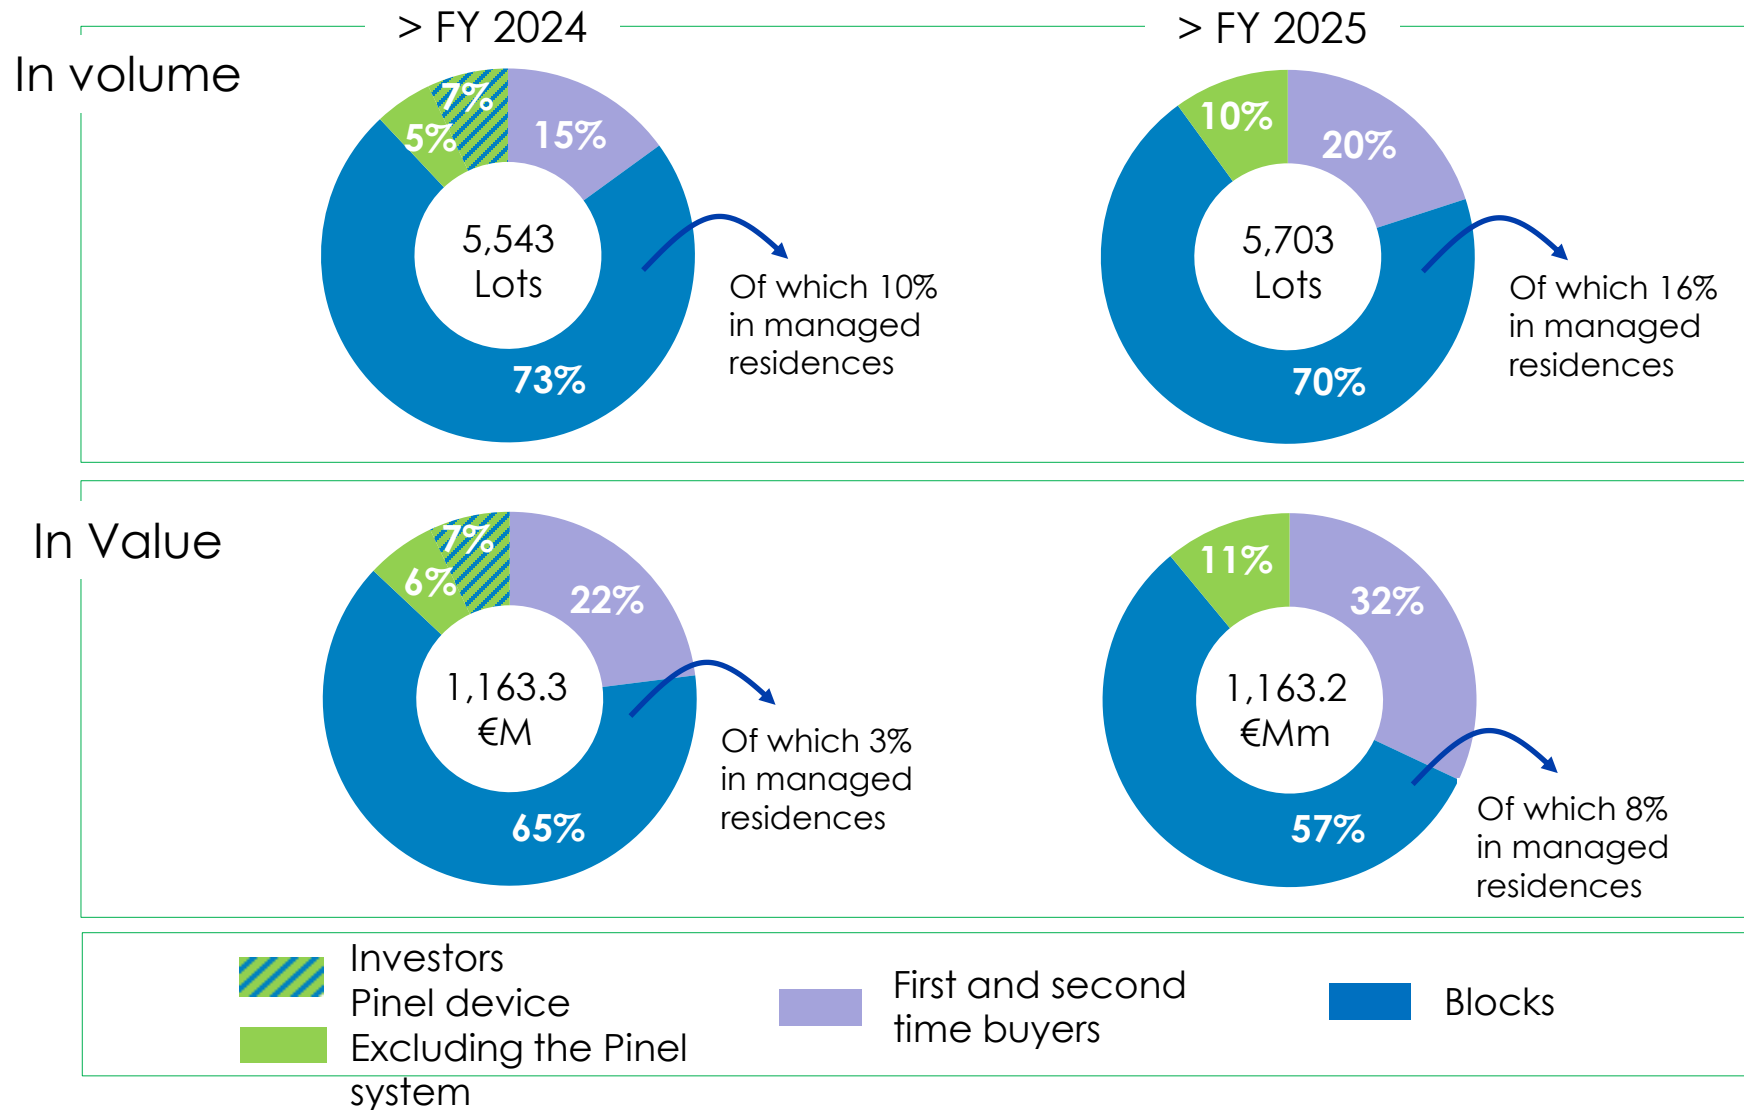 > FY 2024
> FY 2025
In volume
7%
5%
15%
5,543
Lots
73%
Of which 10%
in managed
residences
10%
20%
5,703
Lots
70%
Of which 16%
in managed
residences
In Value
7%
6%
22%
1,163.3
€M
65%
Of which 3%
in managed
residences
11%
32%
1,163.2
€Mm
57%
Of which 8%
in managed
residences
Investors
Pinel device
Excluding the Pinel
system
First and second
time buyers
Blocks